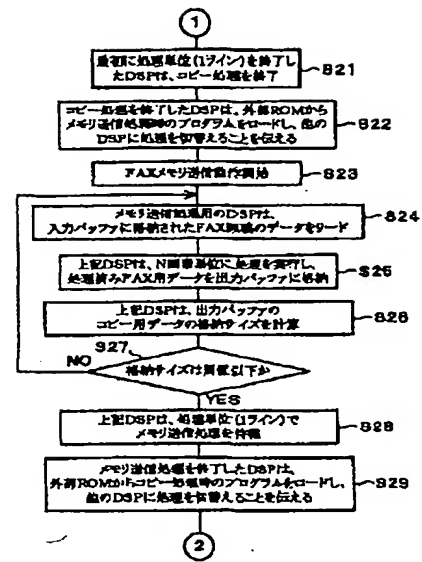 1
最初に処理単位(1ライン)を終了し
たDSPは、コピー処理を終了
S21
コピー処理を終了したDSPは、外部ROMから
メモリ送信処理時のプログラムをロードし、他の
DSPに処理を切替えることを伝える
S22
FAXメモリ送信動作開始
S23
メモリ送信処理用のDSPは、
入力バッファに格納されたFAX原稿のデータをリード
S24
上記DSPは、N画素単位に処理を実行し、
処理済みFAX用データを出力バッファに格納
S25
上記DSPは、出力バッファの
コピー用データの格納サイズを計算
S26
S27
NO
格納サイズは閾値以下か
YES
上記DSPは、処理単位(1ライン)で
メモリ送信処理を
S28
メモリ送信処理を終了したDSPは、
外部ROMからコピー処理時のプログラムをロードし、
他のDSPに処理を切替えることを伝える
S29
2